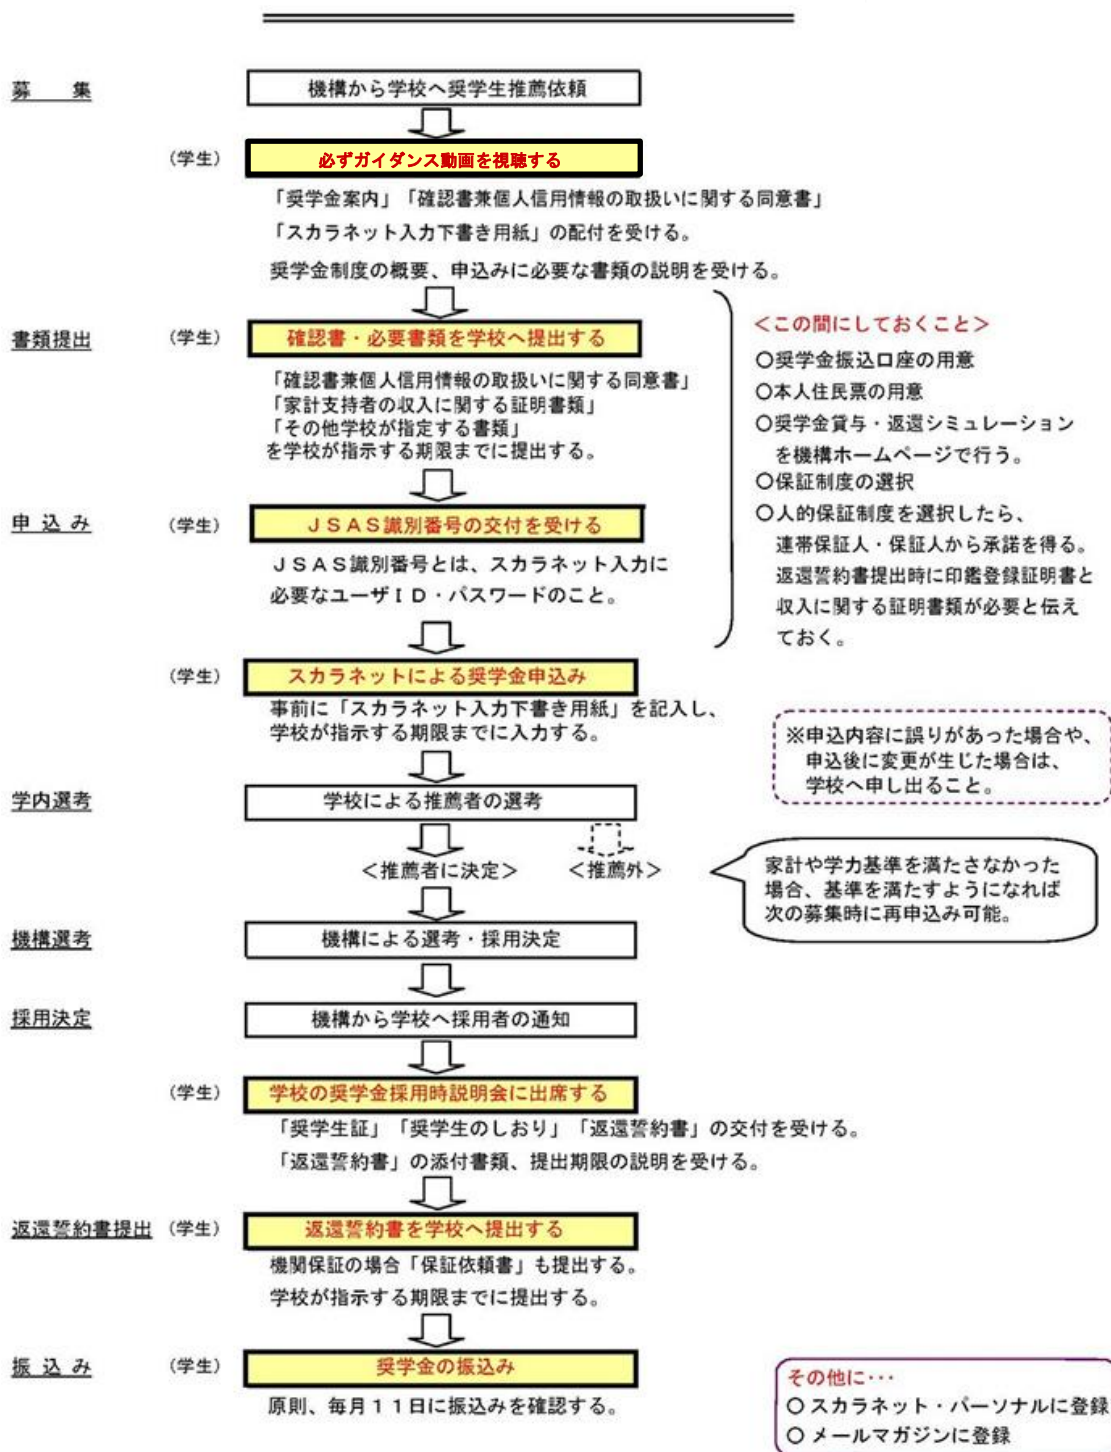 募　集
機構から学校へ奨学生推薦依頼
（学生）
必ずガイダンス動画を視聴する
「奨学金案内」「確認書兼個人信用情報の取扱いに関する同意書」
「スカラネット入力下書き用紙」の配付を受ける。
奨学金制度の概要、申込みに必要な書類の説明を受ける。
書類提出
（学生）
確認書・必要書類を学校へ提出する
「確認書兼個人信用情報の取扱いに関する同意書」
「家計支持者の収入に関する証明書類」
「その他学校が指定する書類」
を学校が指示する期限までに提出する。
申 込 み
（学生）
ＪＳＡＳ識別番号の交付を受ける
ＪＳＡＳ識別番号とは、スカラネット入力に
必要なユーザＩＤ・パスワードのこと。
＜この間にしておくこと＞
○奨学金振込口座の用意
○本人住民票の用意
○奨学金貸与・返還シミュレーション
を機構ホームページで行う。
○保証制度の選択
○人的保証制度を選択したら、
連帯保証人・保証人から承諾を得る。
返還誓約書提出時に印鑑登録証明書と
収入に関する証明書類が必要と伝え
ておく。
（学生）
スカラネットによる奨学金申込み
事前に「スカラネット入力下書き用紙」を記入し、
学校が指示する期限までに入力する。
※申込内容に誤りがあった場合や、
申込後に変更が生じた場合は、
学校へ申し出ること。
学内選考
学校による推薦者の選考
＜推薦者に決定＞
＜推薦外＞
家計や学力基準を満たさなかった
場合、基準を満たすようになれば
次の募集時に再申込み可能。
機構選考
機構による選考・採用決定
採用決定
機構から学校へ採用者の通知
（学生）
学校の奨学金採用時説明会に出席する
「奨学生証」「奨学生のしおり」「返還誓約書」の交付を受ける。
「返還誓約書」の添付書類、提出期限の説明を受ける。
返還誓約書提出
（学生）
返還誓約書を学校へ提出する
機関保証の場合「保証依頼書」も提出する。
学校が指示する期限までに提出する。
振 込 み
（学生）
奨学金の振込み
原則、毎月１１日に振込みを確認する。
その他に･･･
○ スカラネット・パーソナルに登録
○ メールマガジンに登録